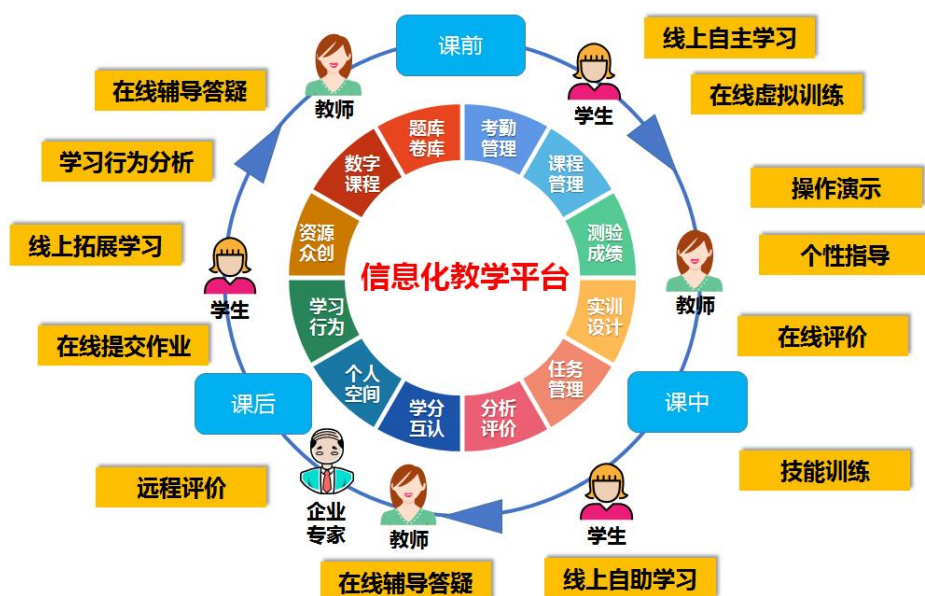 课前
线上自主学习
在线虚拟训练
学生
教师
在线辅导答疑
学习行为分析
线上拓展学习
学生
在线提交作业
题库
卷库
考勤
管理
课程
管理
测验
成绩
实训
设计
任务
管理
分析
评价
学分
互认
个人
空间
学习
行为
资源
众创
数字
课程
信息化教学平台
操作演示
个性指导
教师
在线评价
课中
技能训练
学生
线上自助学习
教师
在线辅导答疑
企业
专家
远程评价
课后